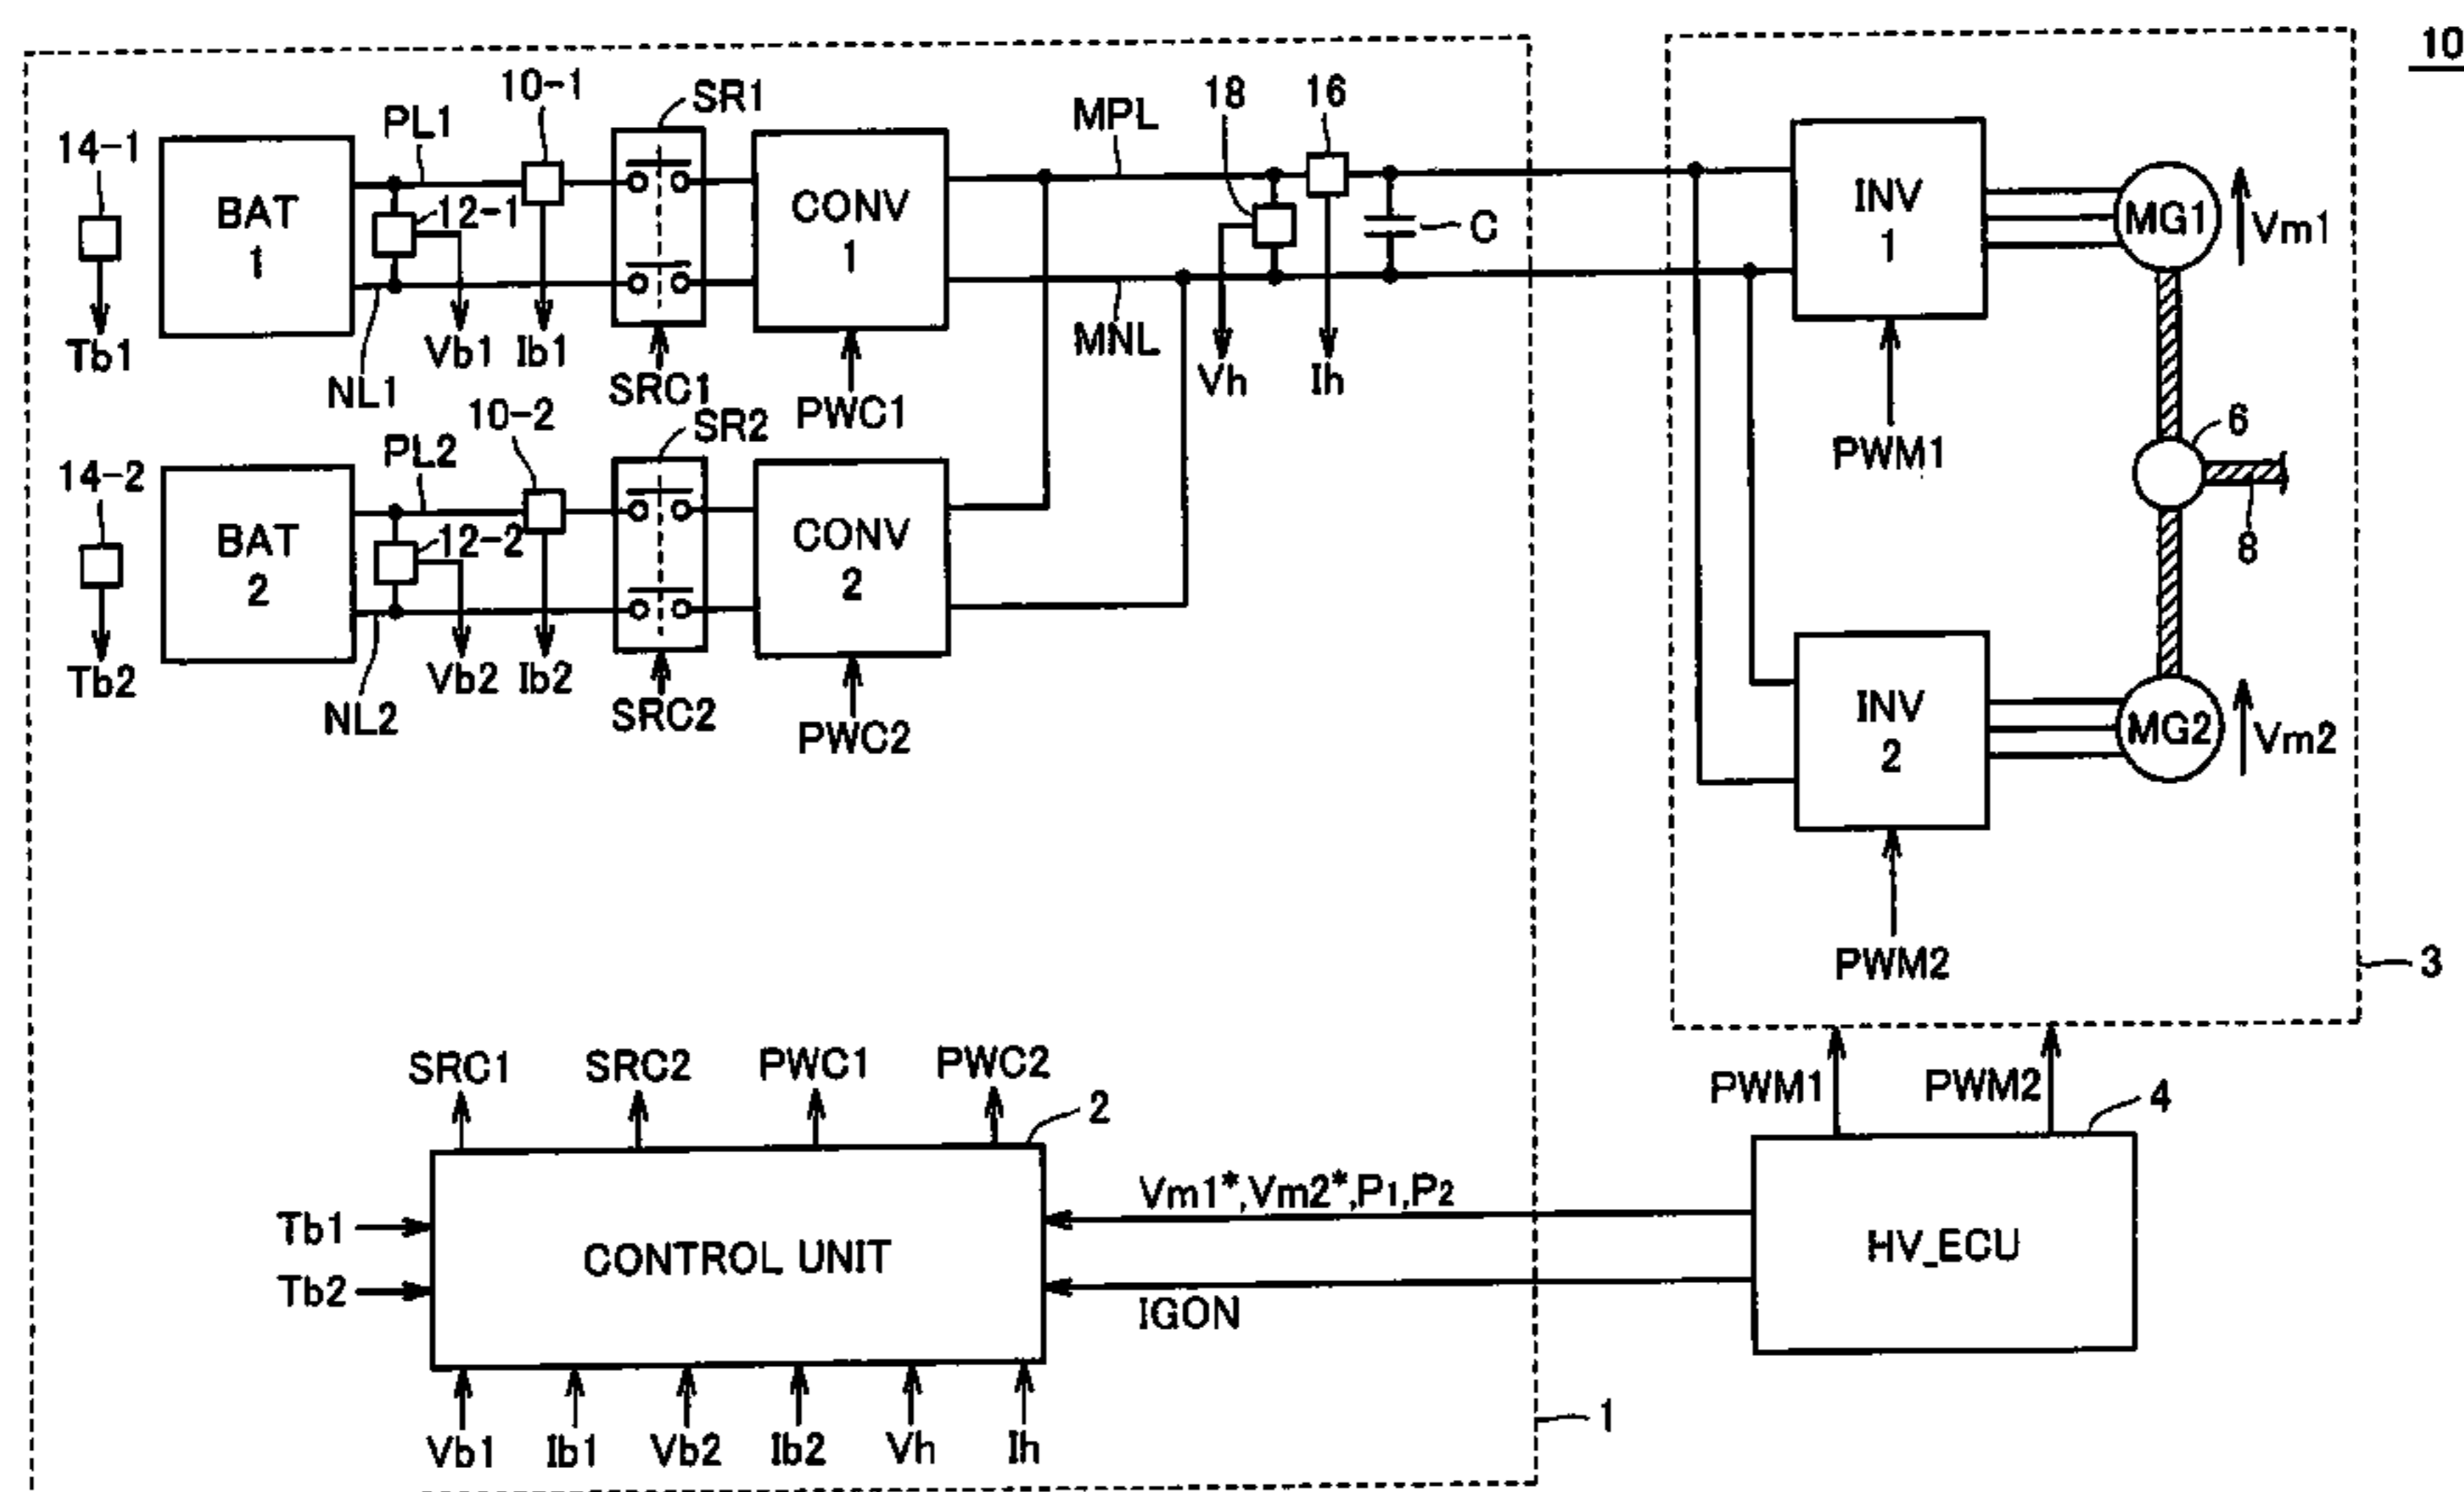 10
10-1
SR1
PL1
MPL
18
16
14-1
BAT
1
12-1
CONV
1
C
INV
1
MG1
Vm1
Tb1
NL1
Vb1
Ib1
SRC1
PWC1
MNL
Vh
Ih
10-2
SR2
PL2
PWM1
6
14-2
BAT
2
12-2
CONV
2
8
Tb2
NL2
Vb2
Ib2
SRC2
PWC2
INV
2
MG2
Vm2
PWM2
3
SRC1
SRC2
PWC1
PWC2
2
PWM1
PWM2
4
Tb1
Tb2
CONTROL UNIT
Vm1*,Vm2*,P1,P2
IGON
HV_ECU
Vb1
Ib1
Vb2
Ib2
Vh
Ih
1